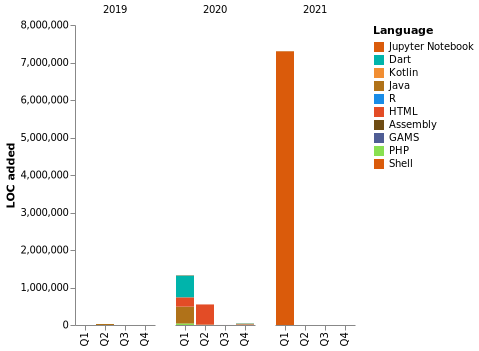 2019 2020 2021
8,000,000
7,000,000
6,000,000
5,000,000
4,000,000
3,000,000
2,000,000
1,000,000
0
LOC added
Q1 Q2 Q3 Q4 Q1 Q2 Q3 Q4 Q1 Q2 Q3 Q4
Language
Jupyter Notebook
Dart
Kotlin
Java
R
HTML
Assembly
GAMS
PHP
Shell